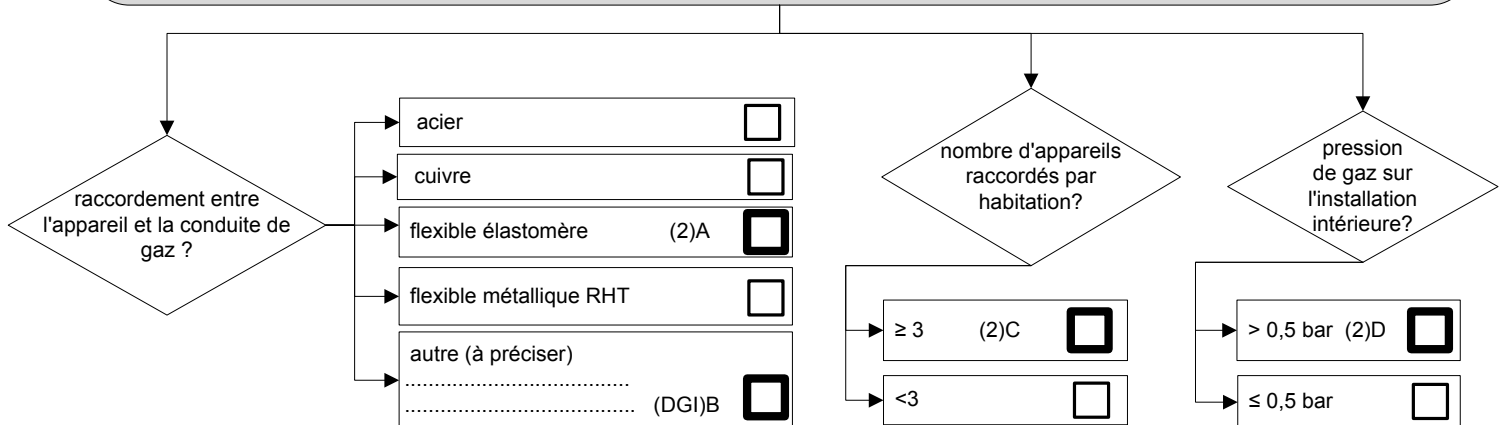 raccordement entre
l'appareil et la conduite de
gaz ?
acier
cuivre
flexible élastomère (2)A
flexible métallique RHT
autre (à préciser)
....................................
..................................... (DGI)B
nombre d'appareils
raccordés par
habitation?
≥ 3 (2)C
<3
pression
de gaz sur
l'installation
intérieure?
> 0,5 bar (2)D
≤ 0,5 bar